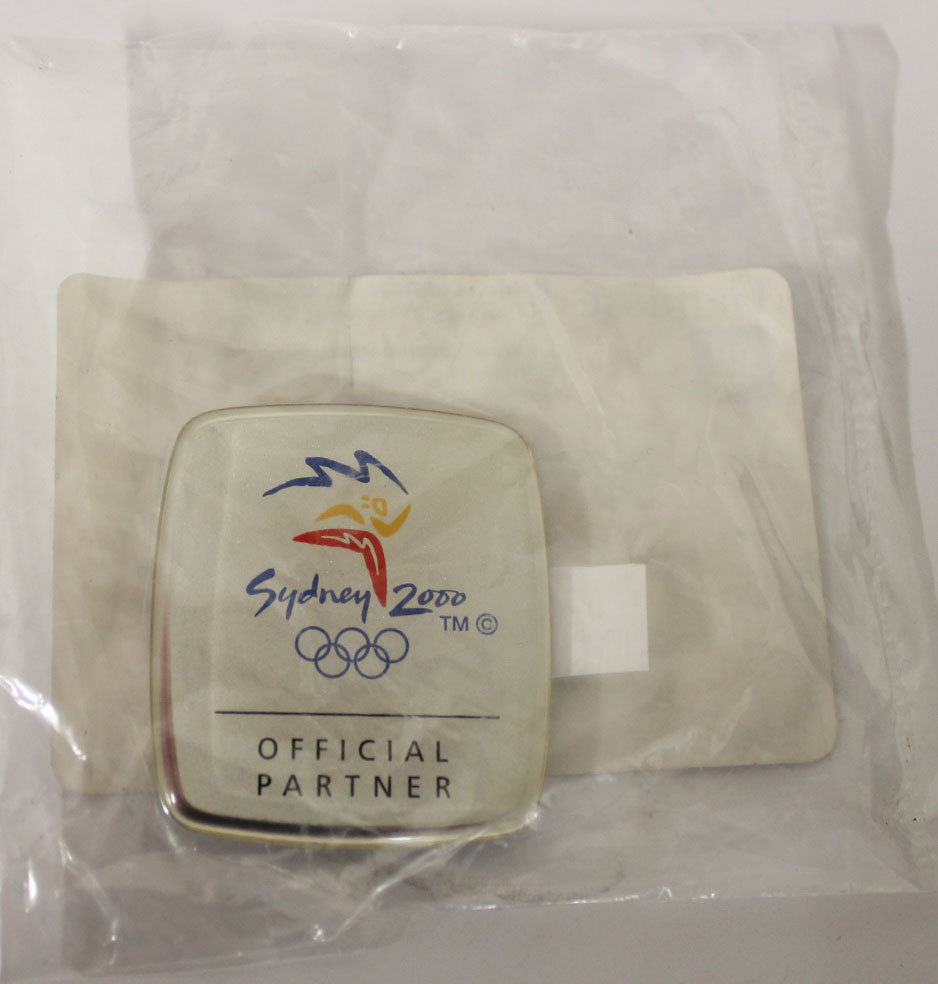 Sydney 2000
TM ©
OFFICIAL
PARTNER